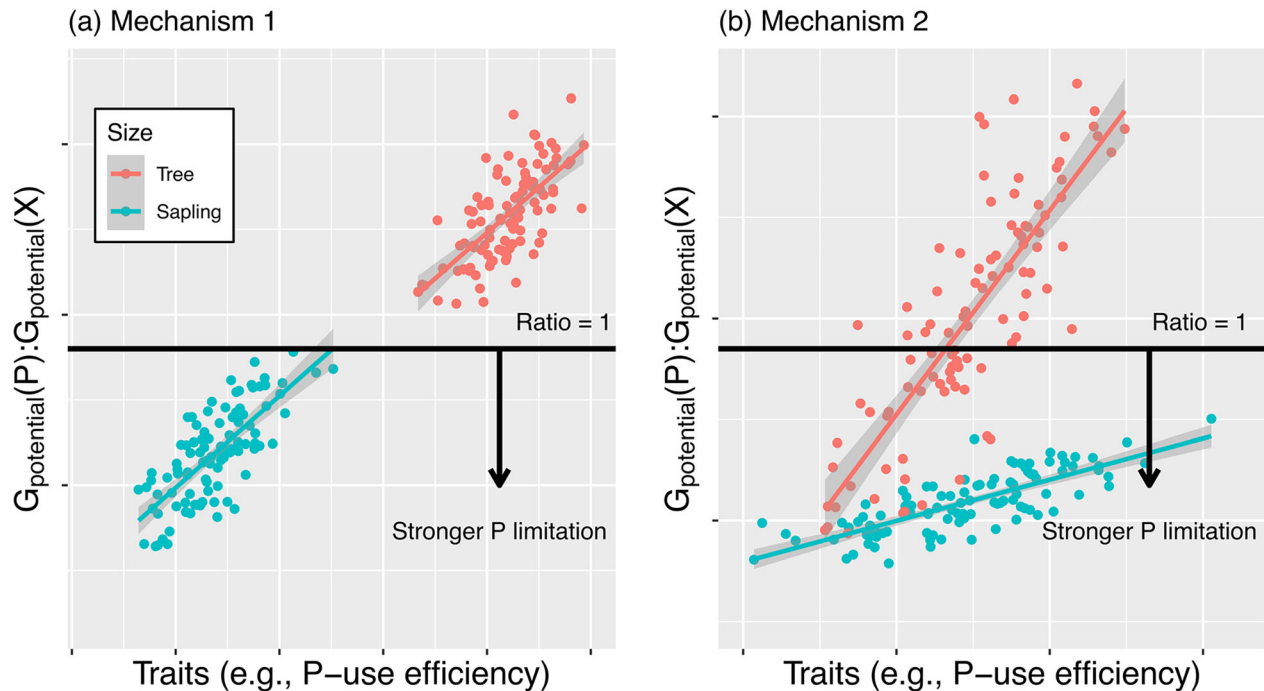 (a) Mechanism 1
(b) Mechanism 2
Gpotential(P):Gpotential(X)
Size
Tree
Sapling
Ratio = 1
Stronger P limitation
Traits (e.g., P−use efficiency)
Gpotential(P):Gpotential(X)
Ratio = 1
Stronger P limitation
Traits (e.g., P−use efficiency)